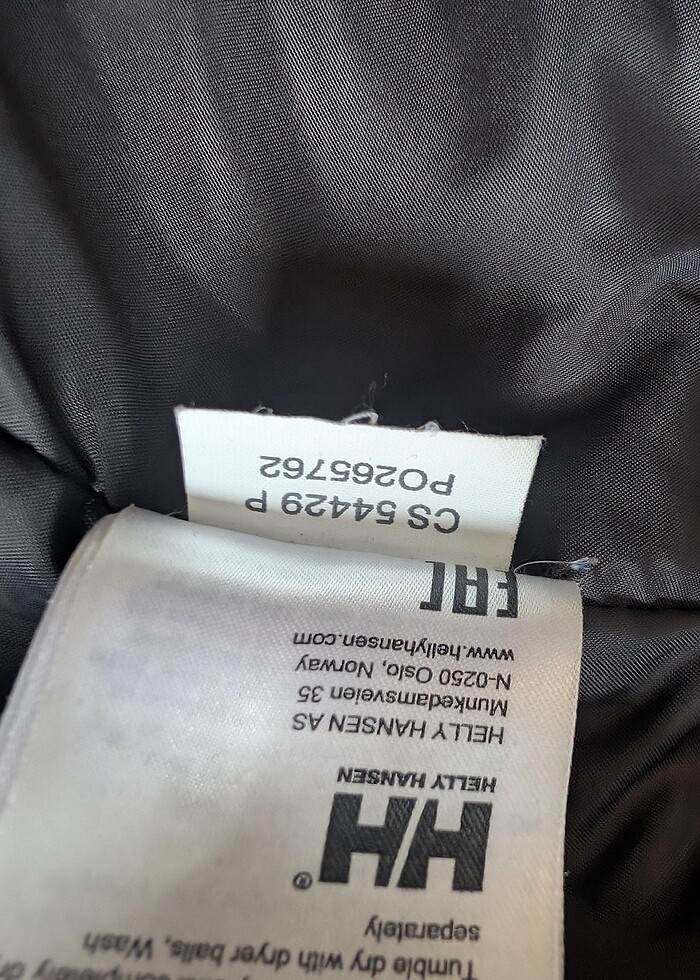 completely
Tumble dry with dryer balls, Wash
separately
HH®
HELLY HANSEN
HELLY HANSEN AS
Munkedamsveien 35
N-0250 Oslo, Norway
www.hellyhansen.com
EAC
CS 54429 P
PO265762